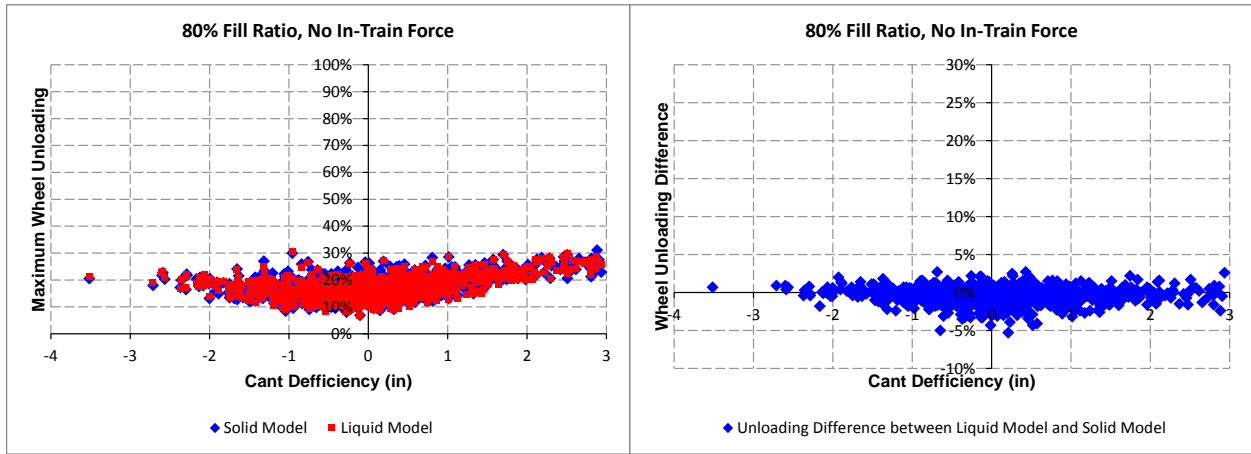 80% Fill Ratio, No In-Train Force
Maximum Wheel Unloading
100%
90%
80%
70%
60%
50%
40%
30%
20%
10%
0%
-4 -3 -2 -1 0 1 2 3
Cant Defficiency (in)
Solid Model Liquid Model
80% Fill Ratio, No In-Train Force
Wheel Unloading Difference
30%
25%
20%
15%
10%
5%
0%
-5%
-10%
-4 -3 -2 -1 0 1 2 3
Cant Defficiency (in)
Unloading Difference between Liquid Model and Solid Model